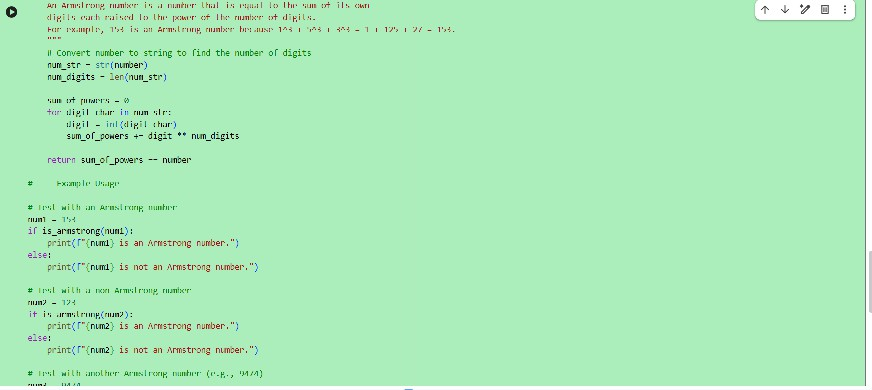 An Armstrong number is a number that is equal to the sum of its own
digits each raised to the power of the number of digits.
For example, 153 is an Armstrong number because 1^3 + 5^3 + 3^3 = 1 + 125 + 27 = 153.
"""
# Convert number to string to find the number of digits
num_str = str(number)
num_digits = len(num_str)
sum_of_powers = 0
for digit_char in num_str:
digit = int(digit_char)
sum_of_powers += digit ** num_digits
return sum_of_powers == number
# Example Usage
# Test with an Armstrong number
num1 = 153
if is_armstrong(num1):
print(f"{num1} is an Armstrong number.")
else:
print(f"{num1} is not an Armstrong number.")
# Test with a non-Armstrong number
num2 = 123
if is_armstrong(num2):
print(f"{num2} is an Armstrong number.")
else:
print(f"{num2} is not an Armstrong number.")
# Test with another Armstrong number (e.g., 9474)
num3 = 9474